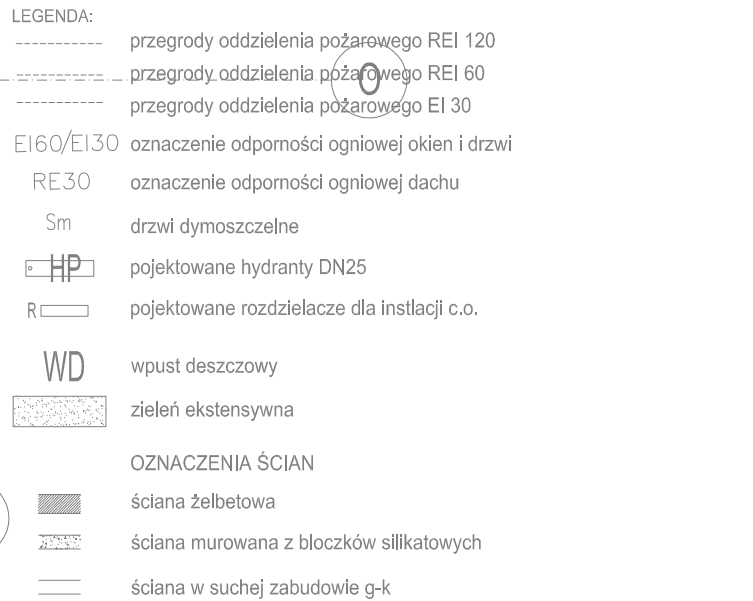 LEGENDA:
przegrody oddzielenia pożarowego REI 120
przegrody oddzielenia pożarowego REI 60
O
przegrody oddzielenia pożarowego EI 30
EI60/EI30 oznaczenie odporności ogniowej okien i drzwi
RE30 oznaczenie odporności ogniowej dachu
Sm drzwi dymoszczelne
HP pojektowane hydranty DN25
R pojektowane rozdzielacze dla instlacji c.o.
WD wpust deszczowy
zieleń ekstensywna
OZNACZENIA ŚCIAN
ściana żelbetowa
ściana murowana z bloczków silikatowych
ściana w suchej zabudowie g-k